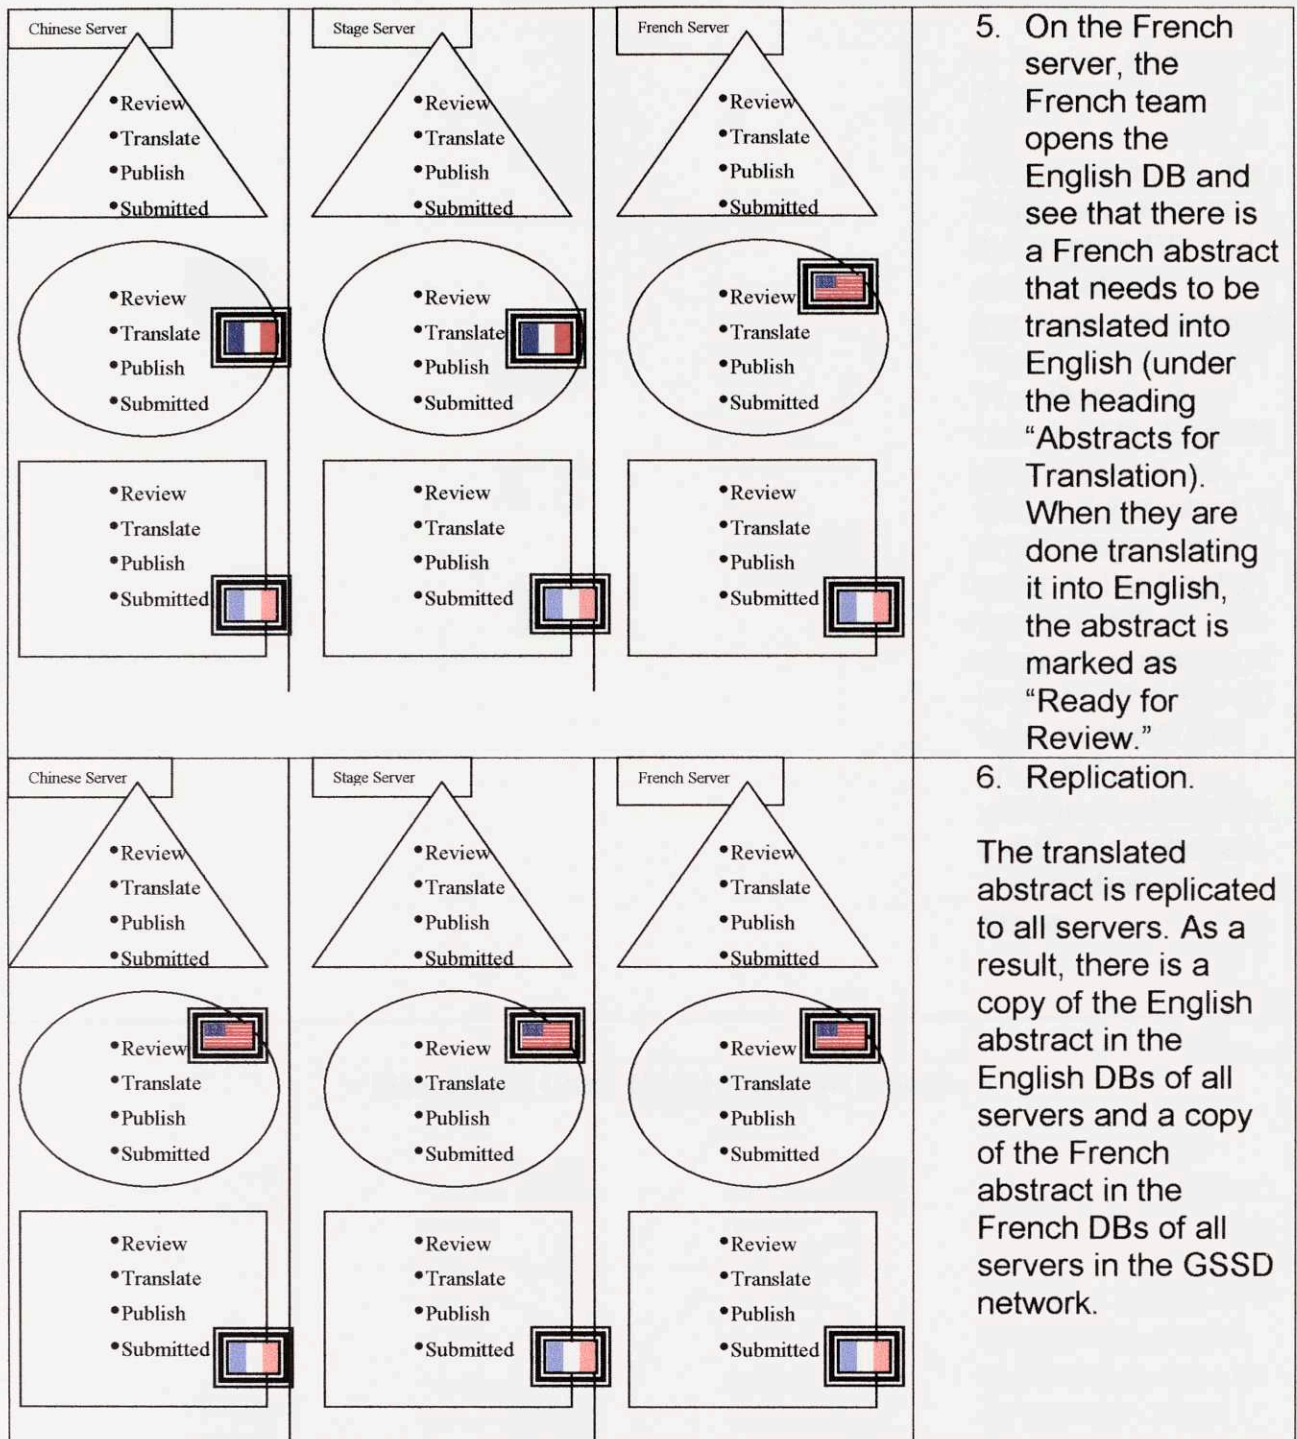 Chinese Server
•Review
•Translate
•Publish
•Submitted
•Review
•Translate
•Publish
•Submitted
•Review
•Translate
•Publish
•Submitted
Stage Server
•Review
•Translate
•Publish
•Submitted
•Review
•Translate
•Publish
•Submitted
•Review
•Translate
•Publish
•Submitted
French Server
•Review
•Translate
•Publish
•Submitted
•Review
•Translate
•Publish
•Submitted
•Review
•Translate
•Publish
•Submitted
5. On the French
server, the
French team
opens the
English DB and
see that there is
a French abstract
that needs to be
translated into
English (under
the heading
“Abstracts for
Translation).
When they are
done translating
it into English,
the abstract is
marked as
“Ready for
Review.”
Chinese Server
•Review
•Translate
•Publish
•Submitted
•Review
•Translate
•Publish
•Submitted
•Review
•Translate
•Publish
•Submitted
Stage Server
•Review
•Translate
•Publish
•Submitted
•Review
•Translate
•Publish
•Submitted
•Review
•Translate
•Publish
•Submitted
French Server
•Review
•Translate
•Publish
•Submitted
•Review
•Translate
•Publish
•Submitted
•Review
•Translate
•Publish
•Submitted
6. Replication.
The translated
abstract is replicated
to all servers. As a
result, there is a
copy of the English
abstract in the
English DBs of all
servers and a copy
of the French
abstract in the
French DBs of all
servers in the GSSD
network.